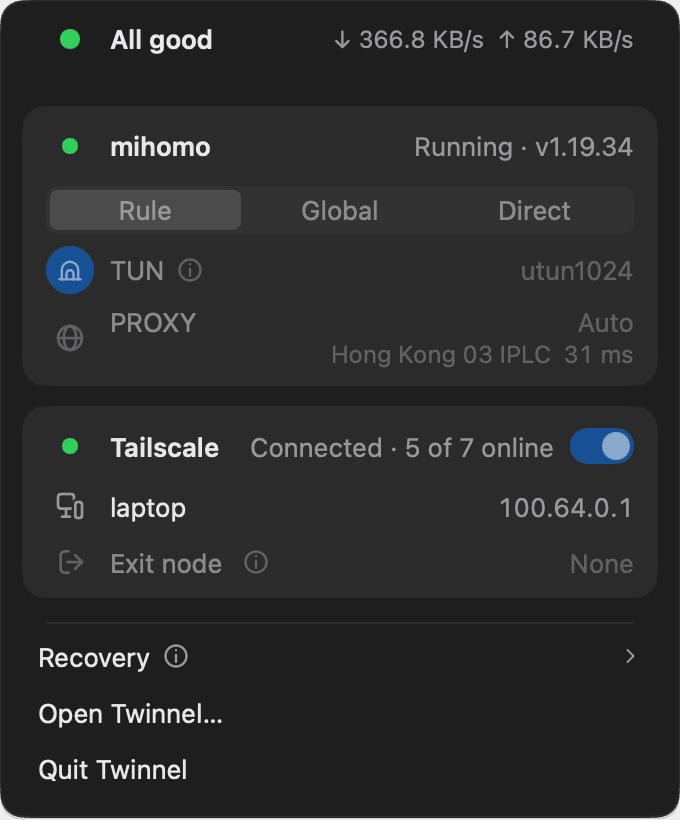 All good ↓ 366.8 KB/s ↑ 86.7 KB/s
mihomo Running · v1.19.34
Rule Global Direct
TUN utun1024
PROXY Auto
Hong Kong 03 IPLC 31 ms
Tailscale Connected · 5 of 7 online
laptop 100.64.0.1
Exit node None
Recovery
Open Twinnel...
Quit Twinnel